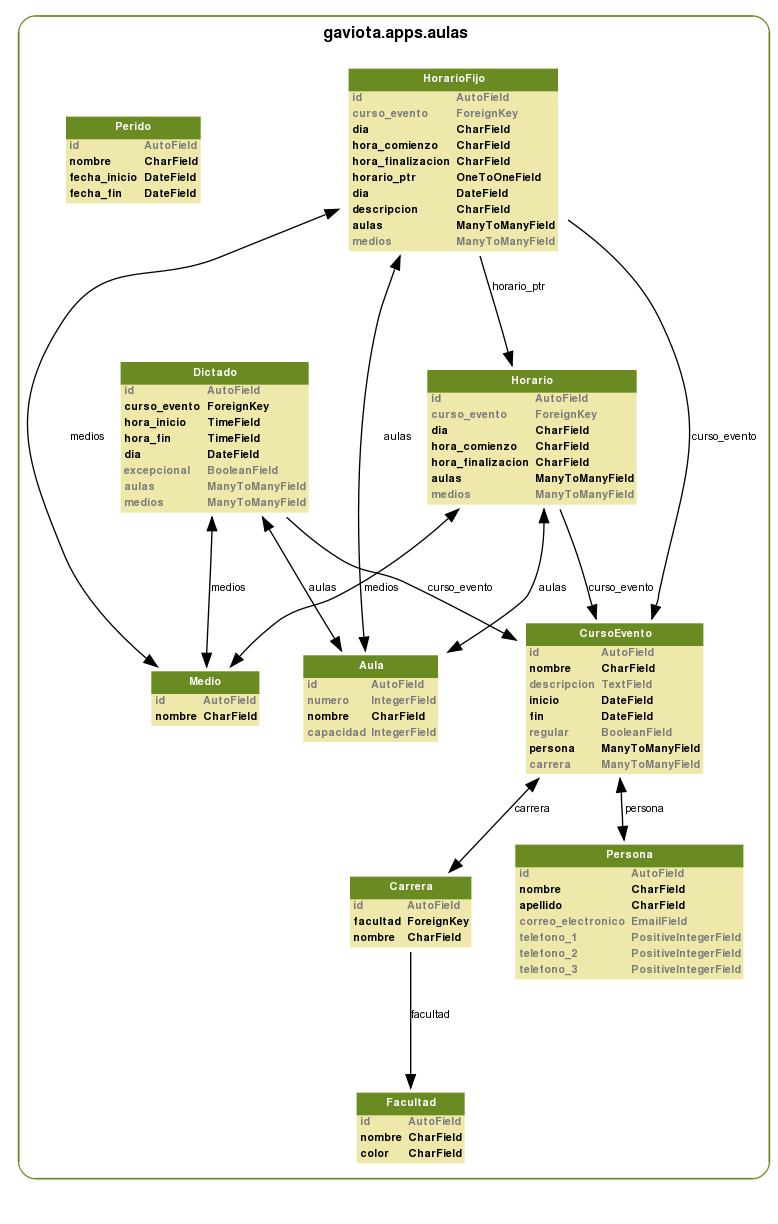 gaviota.apps.aulas
HorarioFijo
id AutoField
curso_evento ForeignKey
dia CharField
hora_comienzo CharField
hora_finalizacion CharField
horario_ptr OneToOneField
dia DateField
descripcion CharField
aulas ManyToManyField
medios ManyToManyField
Perido
id AutoField
nombre CharField
fecha_inicio DateField
fecha_fin DateField
horario_ptr
Dictado
id AutoField
curso_evento ForeignKey
hora_inicio TimeField
hora_fin TimeField
dia DateField
excepcional BooleanField
aulas ManyToManyField
medios ManyToManyField
Horario
id AutoField
curso_evento ForeignKey
dia CharField
hora_comienzo CharField
hora_finalizacion CharField
aulas ManyToManyField
medios ManyToManyField
medios
aulas
curso_evento
medios
aulas
medios
curso_evento
aulas
curso_evento
Medio
id AutoField
nombre CharField
Aula
id AutoField
numero IntegerField
nombre CharField
capacidad IntegerField
CursoEvento
id AutoField
nombre CharField
descripcion TextField
inicio DateField
fin DateField
regular BooleanField
persona ManyToManyField
carrera ManyToManyField
carrera
persona
Carrera
id AutoField
facultad ForeignKey
nombre CharField
Persona
id AutoField
nombre CharField
apellido CharField
correo_electronico EmailField
telefono_1 PositiveIntegerField
telefono_2 PositiveIntegerField
telefono_3 PositiveIntegerField
facultad
Facultad
id AutoField
nombre CharField
color CharField